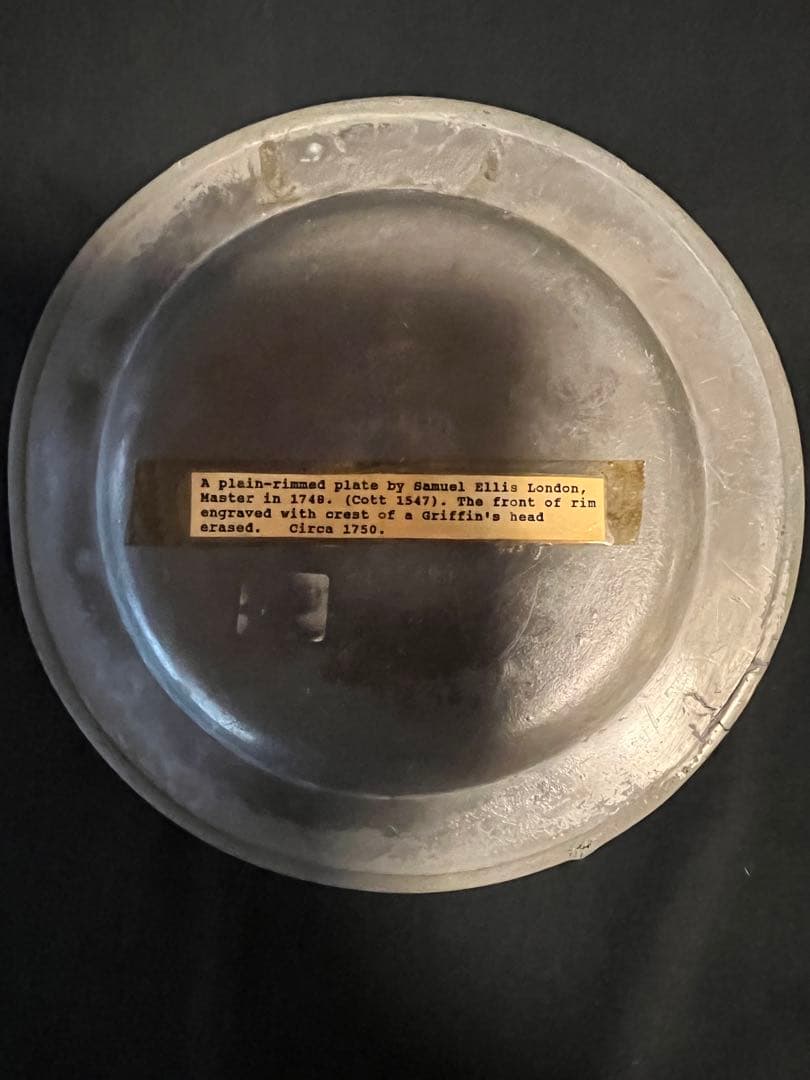 A plain-rimmed plate by Samuel Ellis London,
Master in 1748. (Cott 1547). The front of rim
engraved with crest of a Griffin's head
erased. Circa 1750.